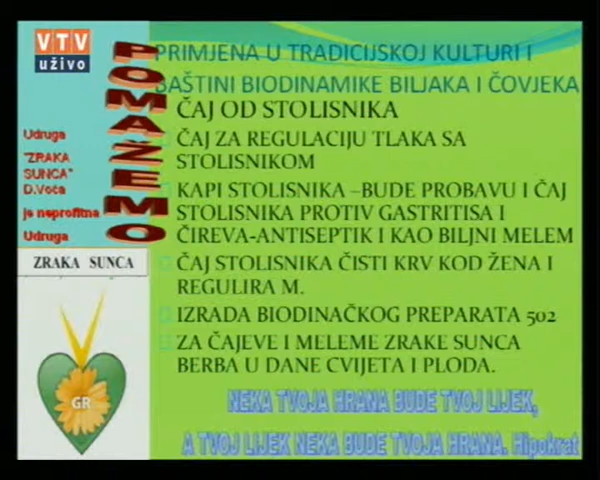 VTV
uživo
POMAŽEMO
Udruga
"ZRAKA
SUNCA"
D.Voća
je neprofitna
Udruga
ZRAKA SUNCA
GR
PRIMJENA U TRADICIJSKOJ KULTURI I
BAŠTINI BIODINAMIKE BILJAKA I ČOVJEKA
ČAJ OD STOLISNIKA
ČAJ ZA REGULACIJU TLAKA SA
STOLISNIKOM
KAPI STOLISNIKA –BUDE PROBAVU I ČAJ
STOLISNIKA PROTIV GASTRITISA I
ČIREVA-ANTISEPTIK I KAO BILJNI MELEM
ČAJ STOLISNIKA ČISTI KRV KOD ŽENA I
REGULIRA M.
IZRADA BIODINAČKOG PREPARATA 502
ZA ČAJEVE I MELEME ZRAKE SUNCA
BERBA U DANE CVIJETA I PLODA.
NEKA TVOJA HRANA BUDE TVOJ LIJEK,
A TVOJ LIJEK NEKA BUDE TVOJA HRANA. Hipokrat